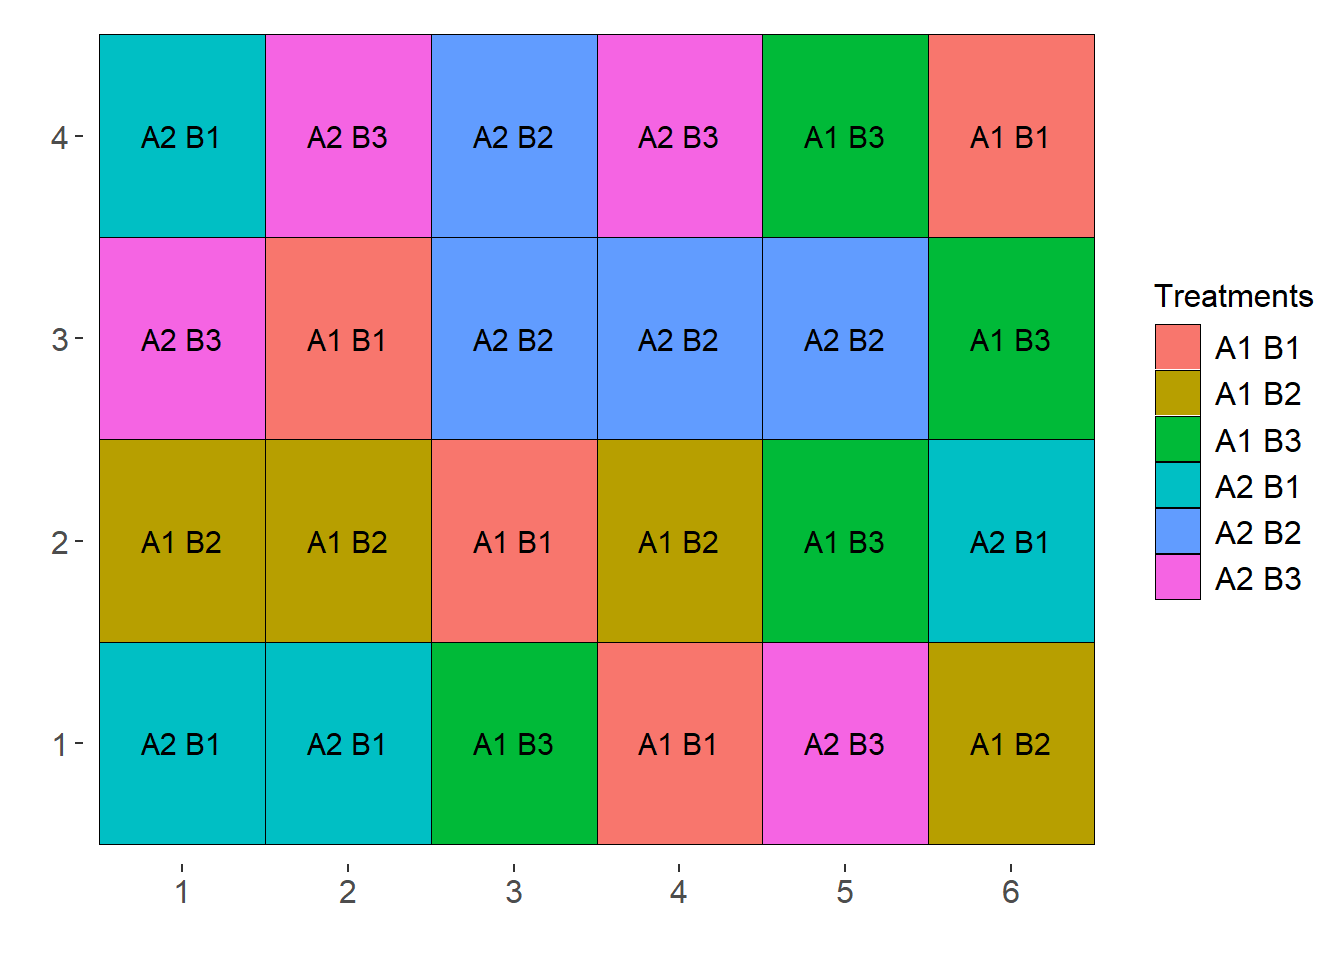 4 A2 B1 A2 B3 A2 B2 A2 B3 A1 B3 A1 B1
3 A2 B3 A1 B1 A2 B2 A2 B2 A2 B2 A1 B3
2 A1 B2 A1 B2 A1 B1 A1 B2 A1 B3 A2 B1
1 A2 B1 A2 B1 A1 B3 A1 B1 A2 B3 A1 B2
1 2 3 4 5 6
Treatments
A1 B1
A1 B2
A1 B3
A2 B1
A2 B2
A2 B3